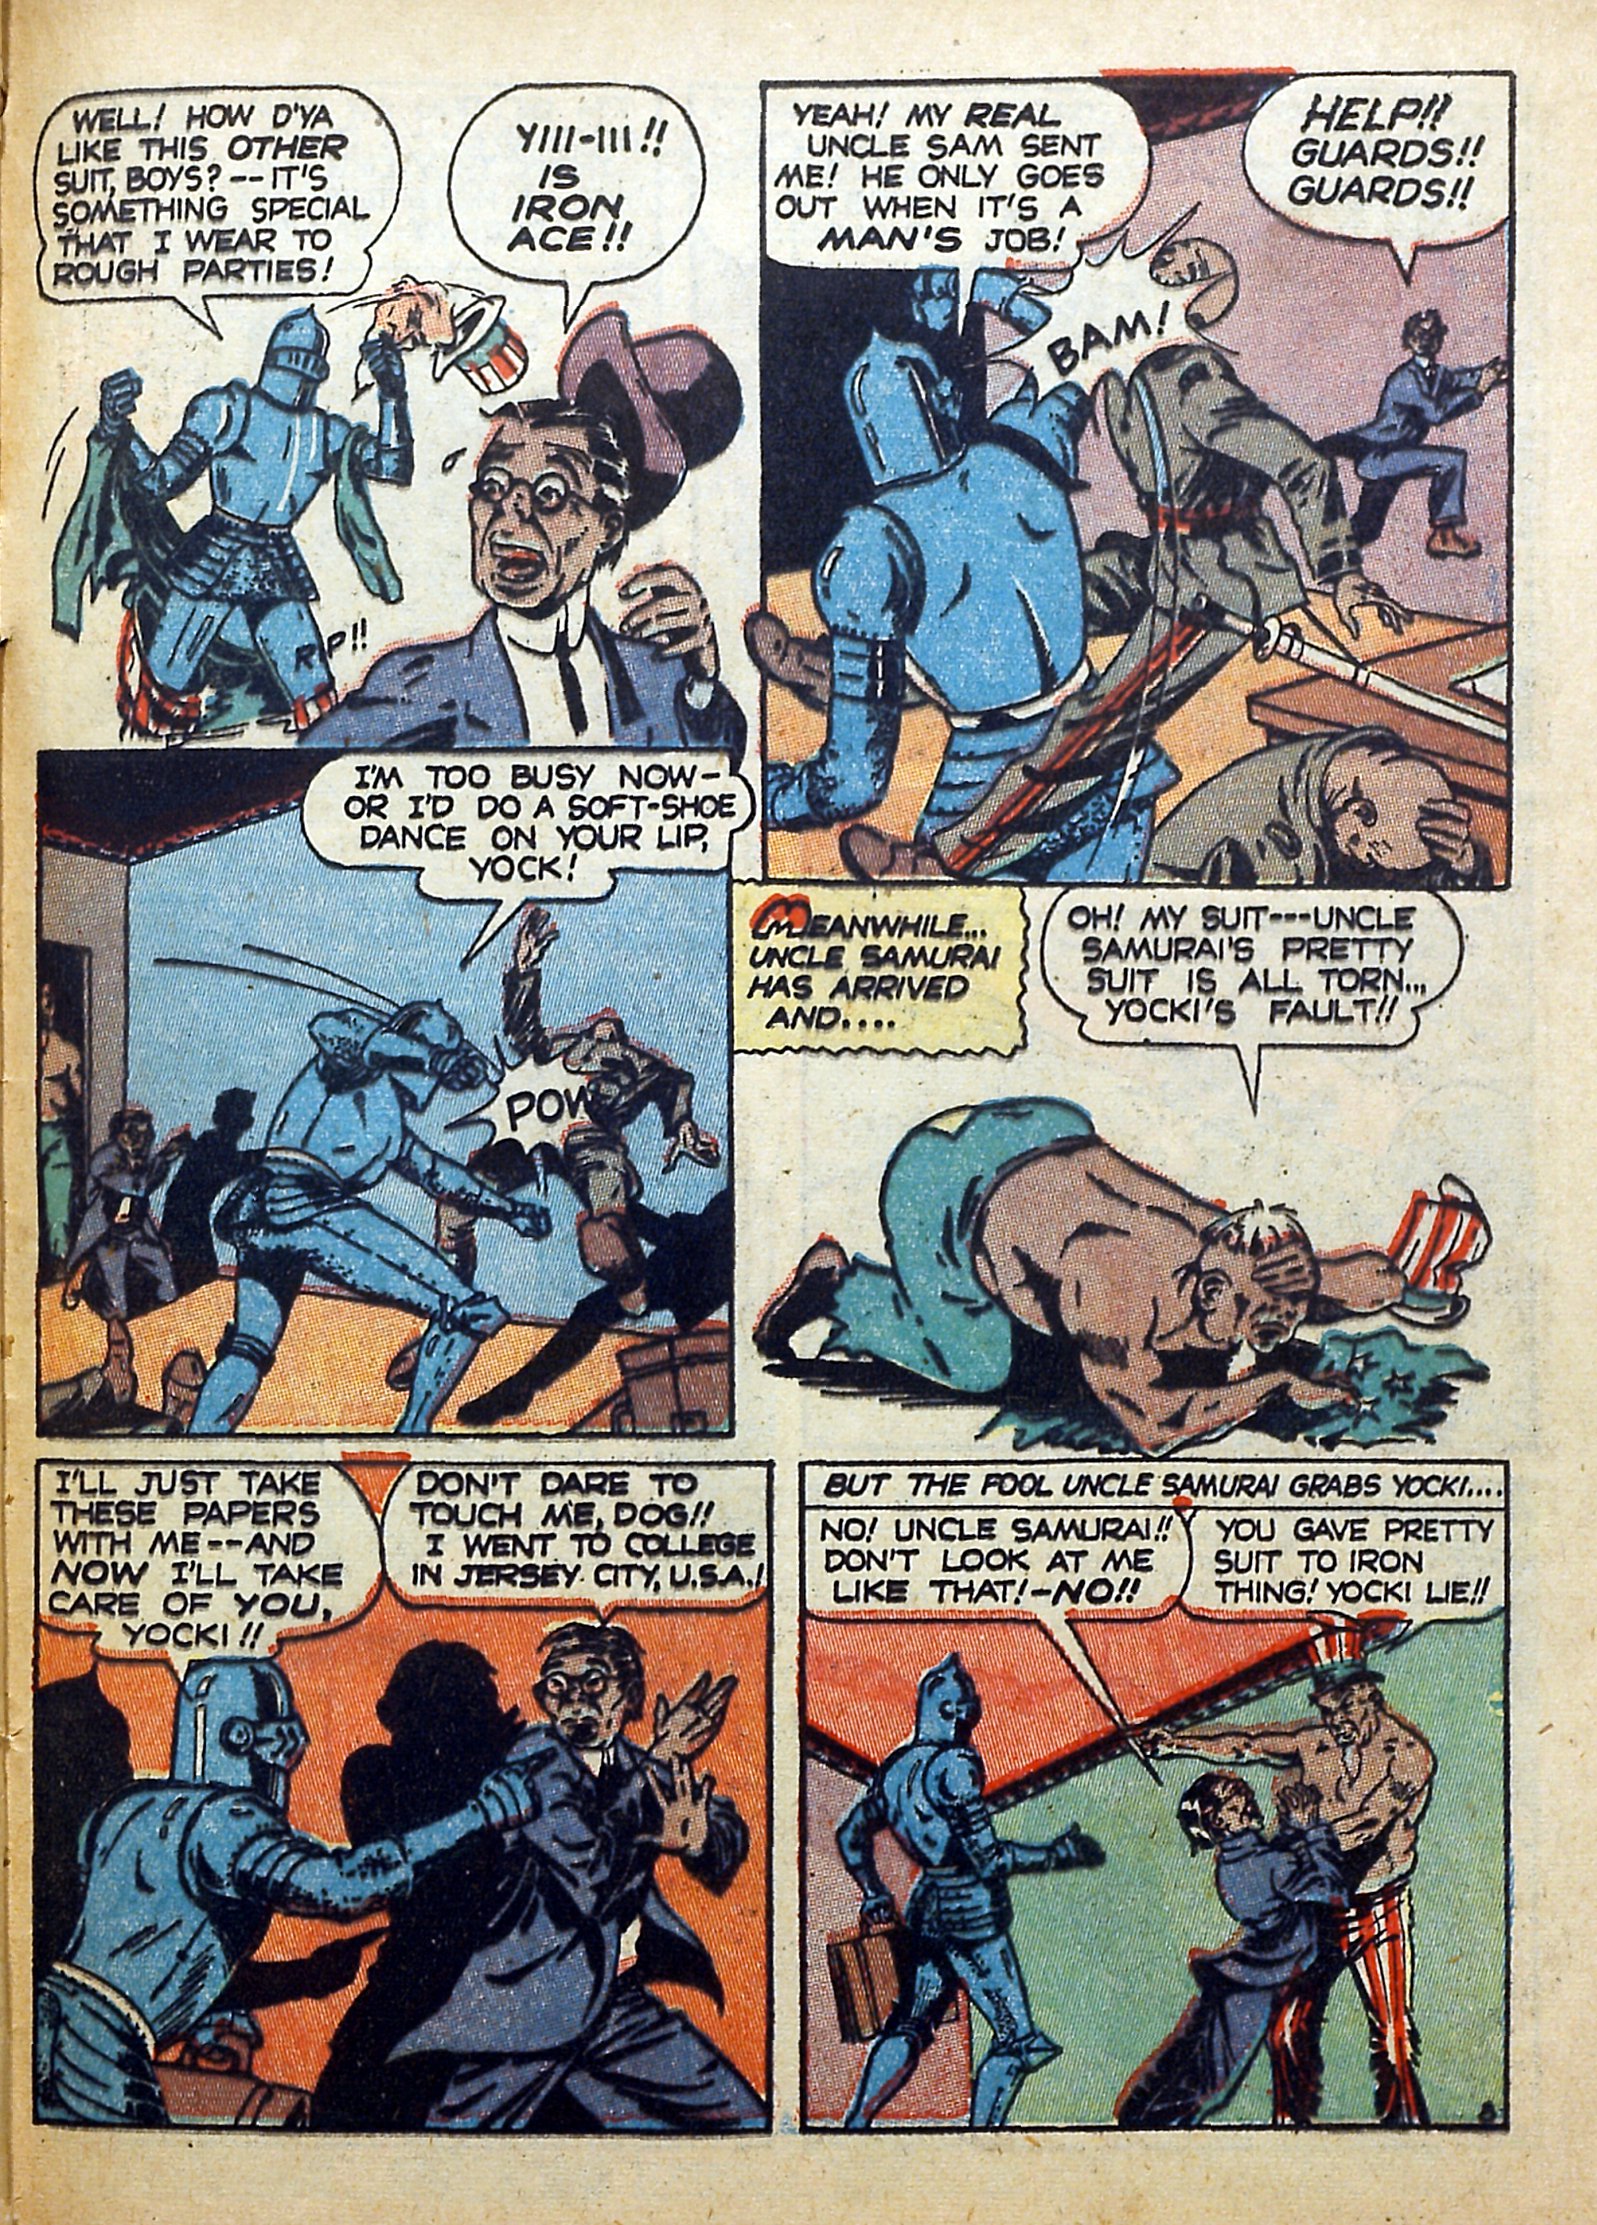 WELL! HOW D'YA
LIKE THIS OTHER
SUIT, BOYS? -- IT'S
SOMETHING SPECIAL
THAT I WEAR TO
ROUGH PARTIES!
YIII-III!!
IS
IRON
ACE!!
RIP!!
YEAH! MY REAL
UNCLE SAM SENT
ME! HE ONLY GOES
OUT WHEN IT'S A
MAN'S JOB!
HELP!!
GUARDS!!
GUARDS!!
BAM!
I'M TOO BUSY NOW-
OR I'D DO A SOFT-SHOE
DANCE ON YOUR LIP,
YOCK!
POW
MEANWHILE...
UNCLE SAMURAI
HAS ARRIVED
AND....
OH! MY SUIT---UNCLE
SAMURAI'S PRETTY
SUIT IS ALL TORN...
YOCKI'S FAULT!!
I'LL JUST TAKE
THESE PAPERS
WITH ME--AND
NOW I'LL TAKE
CARE OF YOU,
YOCKI!!
DON'T DARE TO
TOUCH ME, DOG!!
I WENT TO COLLEGE
IN JERSEY CITY, U.S.A.!
BUT THE FOOL UNCLE SAMURAI GRABS YOCKI....
NO! UNCLE SAMURAI!!
DON'T LOOK AT ME
LIKE THAT!-NO!!
YOU GAVE PRETTY
SUIT TO IRON
THING! YOCKI LIE!!
8